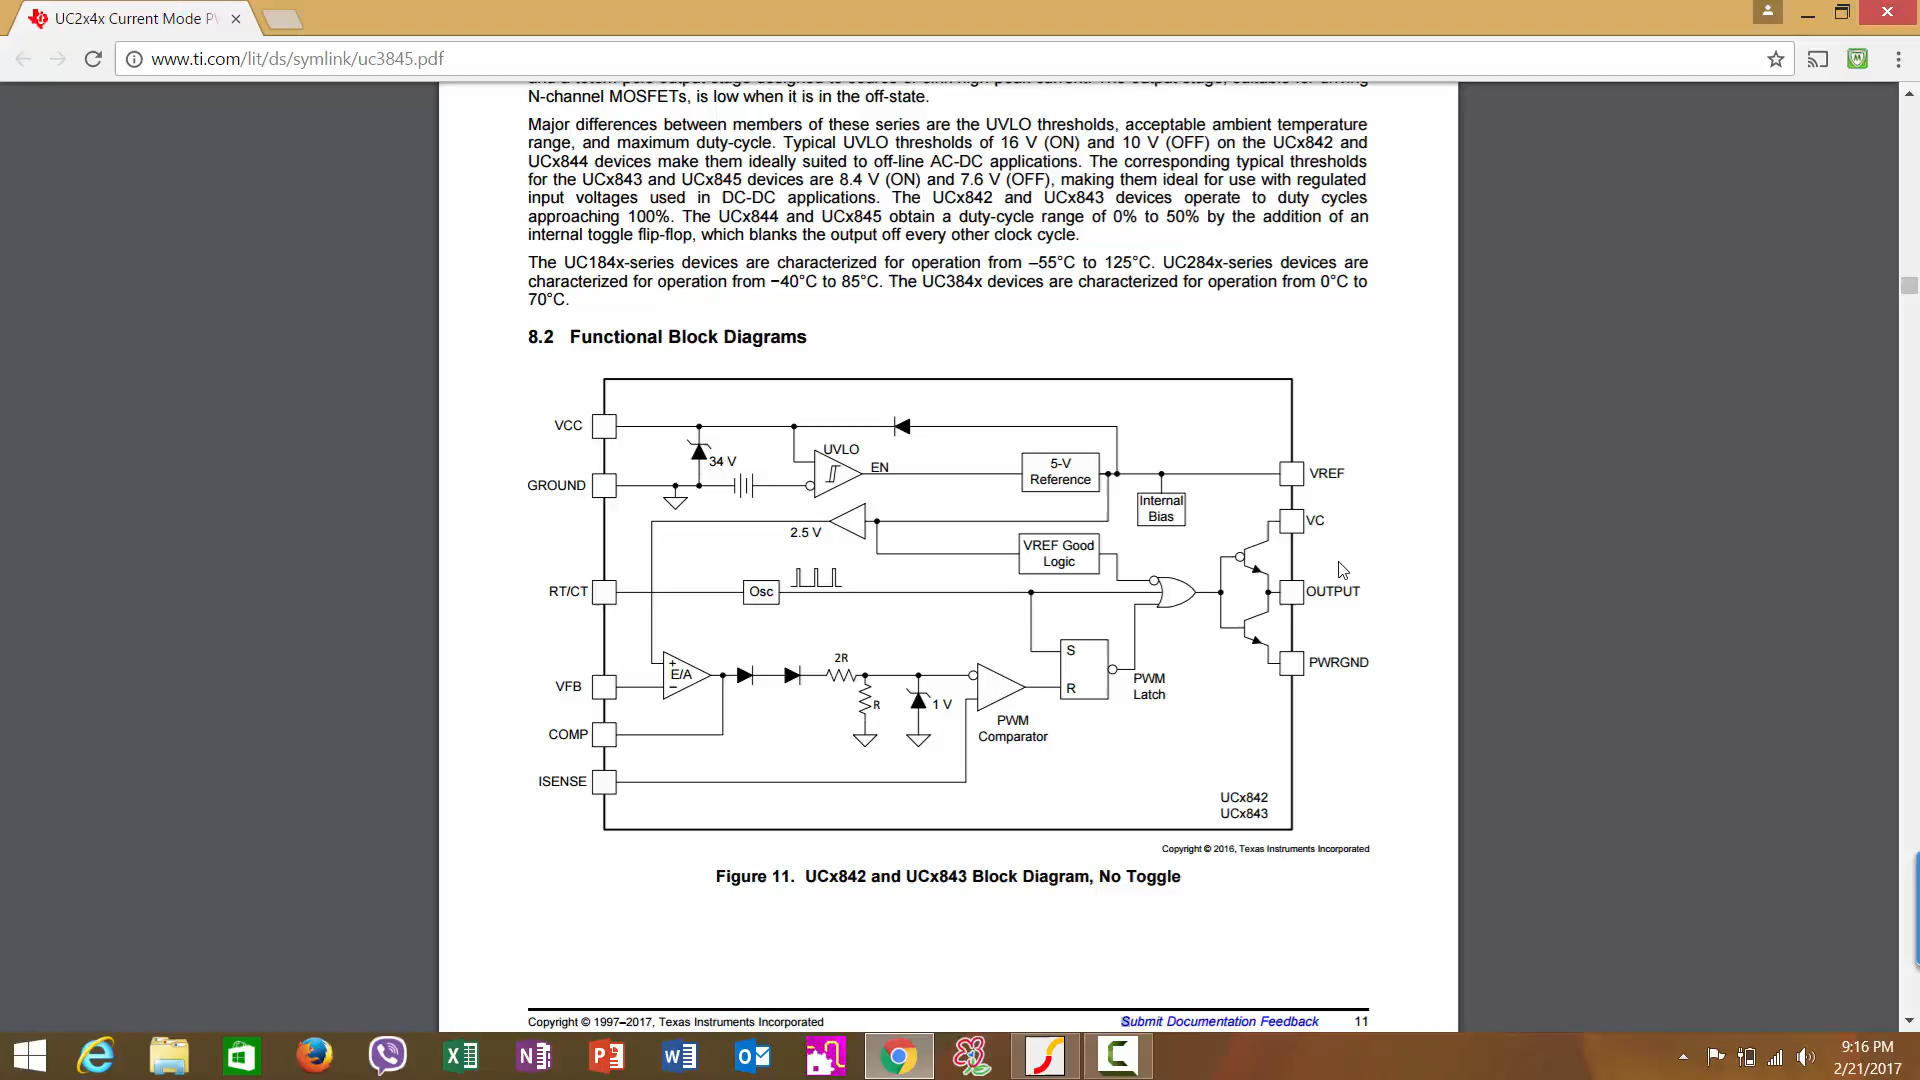 UC2x4x Current Mode P
www.ti.com/lit/ds/symlink/uc3845.pdf
N-channel MOSFETs, is low when it is in the off-state.
Major differences between members of these series are the UVLO thresholds, acceptable ambient temperature
range, and maximum duty-cycle. Typical UVLO thresholds of 16 V (ON) and 10 V (OFF) on the UCx842 and
UCx844 devices make them ideally suited to off-line AC-DC applications. The corresponding typical thresholds
for the UCx843 and UCx845 devices are 8.4 V (ON) and 7.6 V (OFF), making them ideal for use with regulated
input voltages used in DC-DC applications. The UCx842 and UCx843 devices operate to duty cycles
approaching 100%. The UCx844 and UCx845 obtain a duty-cycle range of 0% to 50% by the addition of an
internal toggle flip-flop, which blanks the output off every other clock cycle.
The UC184x-series devices are characterized for operation from –55°C to 125°C. UC284x-series devices are
characterized for operation from −40°C to 85°C. The UC384x devices are characterized for operation from 0°C to
70°C.
8.2 Functional Block Diagrams
VCC
34 V
UVLO
EN
5-V
Reference
VREF
GROUND
Internal
Bias
VC
2.5 V
VREF Good
Logic
RT/CT
Osc
OUTPUT
S
R
PWM
Latch
PWRGND
VFB
E/A
+
−
2R
R
1 V
PWM
Comparator
COMP
ISENSE
UCx842
UCx843
Copyright © 2016, Texas Instruments Incorporated
Figure 11. UCx842 and UCx843 Block Diagram, No Toggle
Copyright © 1997–2017, Texas Instruments Incorporated
Submit Documentation Feedback
11
9:16 PM
2/21/2017